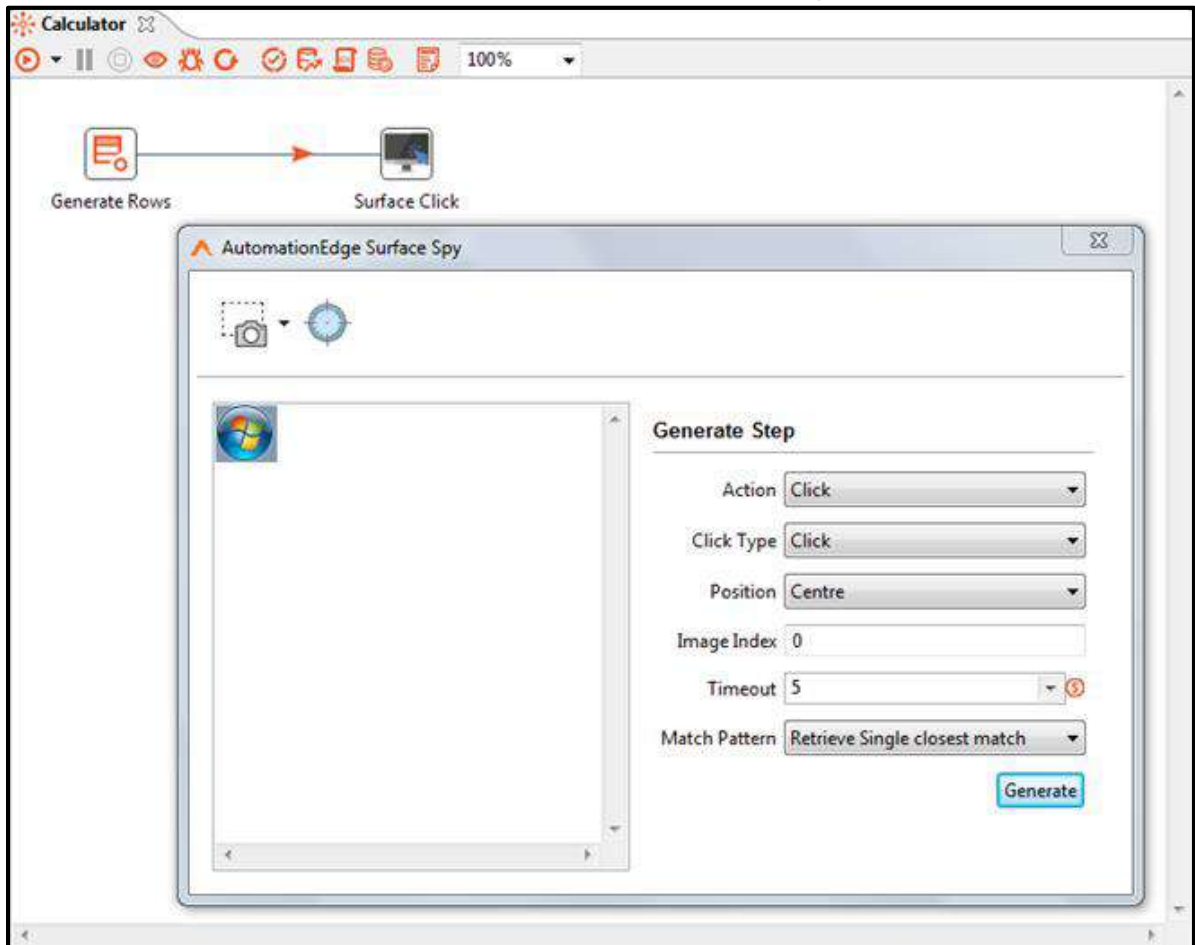 Calculator
100%
Generate Rows
Surface Click
AutomationEdge Surface Spy
Generate Step
Action Click
Click Type Click
Position Centre
Image Index 0
Timeout 5
Match Pattern Retrieve Single closest match
Generate